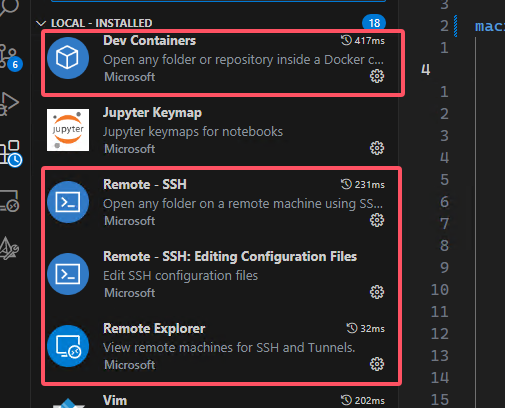 LOCAL - INSTALLED 18
Dev Containers 417ms
Open any folder or repository inside a Docker c...
Microsoft
6
Jupyter Keymap
jupyter
Jupyter keymaps for notebooks
Microsoft
Remote - SSH 231ms
Open any folder on a remote machine using SS...
Microsoft
Remote - SSH: Editing Configuration Files
Edit SSH configuration files
Microsoft
Remote Explorer 32ms
View remote machines for SSH and Tunnels.
Microsoft
Vim 202ms
3
2 mac
1
4
1
2
3
4
5
6
7
8
9
10
11
12
13
14